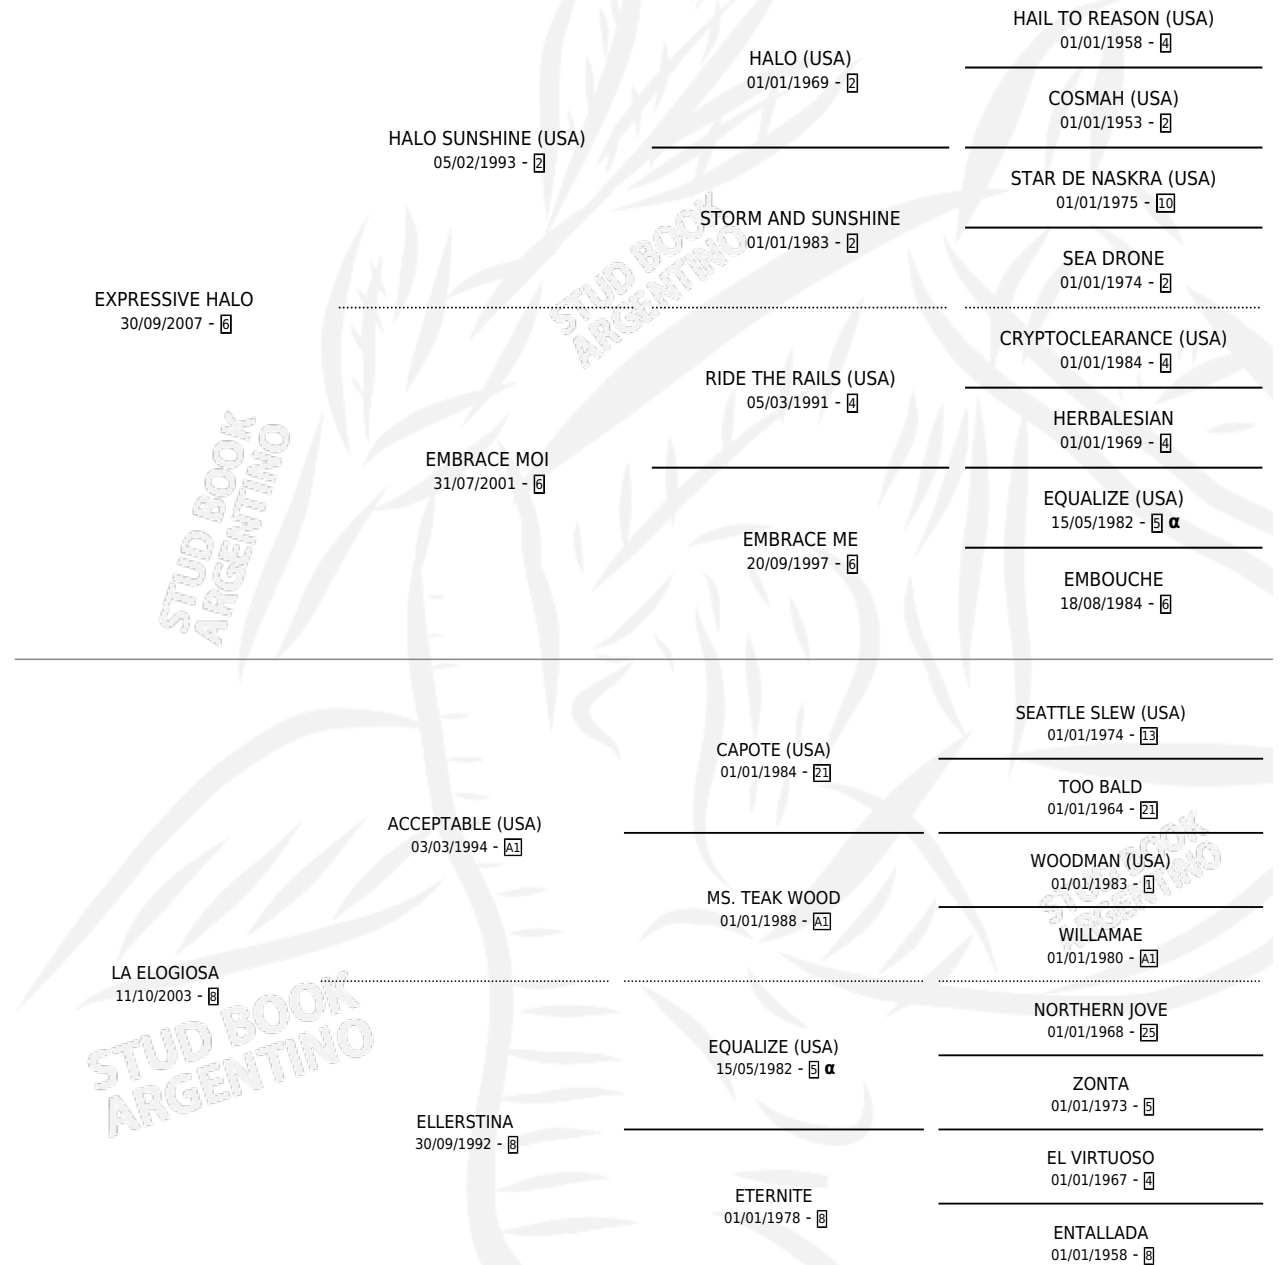 HAIL TO REASON (USA)
01/01/1958 - 4
HALO (USA)
01/01/1969 - 2
COSMAH (USA)
01/01/1953 - 2
HALO SUNSHINE (USA)
05/02/1993 - 2
STAR DE NASKRA (USA)
01/01/1975 - 10
STORM AND SUNSHINE
01/01/1983 - 2
SEA DRONE
01/01/1974 - 2
EXPRESSIVE HALO
30/09/2007 - 6
CRYPTOCLEARANCE (USA)
01/01/1984 - 4
RIDE THE RAILS (USA)
05/03/1991 - 4
HERBALESIAN
01/01/1969 - 4
EMBRACE MOI
31/07/2001 - 6
EQUALIZE (USA)
15/05/1982 - 5 α
EMBRACE ME
20/09/1997 - 6
EMBOUCHE
18/08/1984 - 6
SEATTLE SLEW (USA)
01/01/1974 - 13
CAPOTE (USA)
01/01/1984 - 21
TOO BALD
01/01/1964 - 21
ACCEPTABLE (USA)
03/03/1994 - A1
WOODMAN (USA)
01/01/1983 - 1
MS. TEAK WOOD
01/01/1988 - A1
WILLAMAE
01/01/1980 - A1
LA ELOGIOSA
11/10/2003 - 8
NORTHERN JOVE
01/01/1968 - 25
EQUALIZE (USA)
15/05/1982 - 5 α
ZONTA
01/01/1973 - 5
ELLERSTINA
30/09/1992 - 8
EL VIRTUOSO
01/01/1967 - 4
ETERNITE
01/01/1978 - 8
ENTALLADA
01/01/1958 - 8
STUD BOOK
ARGENTINO
STUD BOOK
ARGENTINO
STUD BOOK
ARGENTINO
STUD BOOK
ARGENTINO